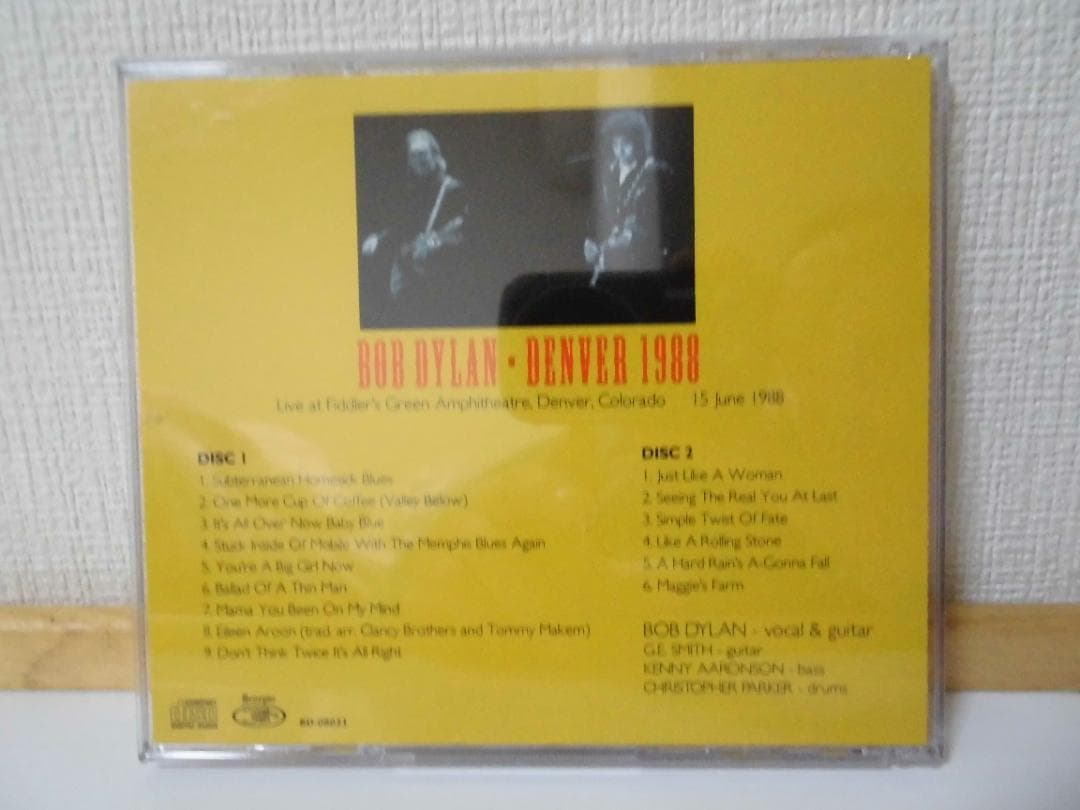 BOB DYLAN • DENVER 1988
Live at Fiddler's Green Amphitheatre, Denver, Colorado 15 June 1988
DISC 1
1. Subterranean Homesick Blues
2. One More Cup Of Coffee (Valley Below)
3. It's All Over Now Baby Blue
4. Stuck Inside Of Mobile With The Memphis Blues Again
5. You're A Big Girl Now
6. Ballad Of A Thin Man
7. Mama You Been On My Mind
8. Eileen Aroon (trad. arr. Clancy Brothers and Tommy Makem)
9. Don't Think Twice It's All Right
DISC 2
1. Just Like A Woman
2. Seeing The Real You At Last
3. Simple Twist Of Fate
4. Like A Rolling Stone
5. A Hard Rain's A-Gonna Fall
6. Maggie's Farm
BOB DYLAN - vocal & guitar
G.E. SMITH - guitar
KENNY AARONSON - bass
CHRISTOPHER PARKER - drums